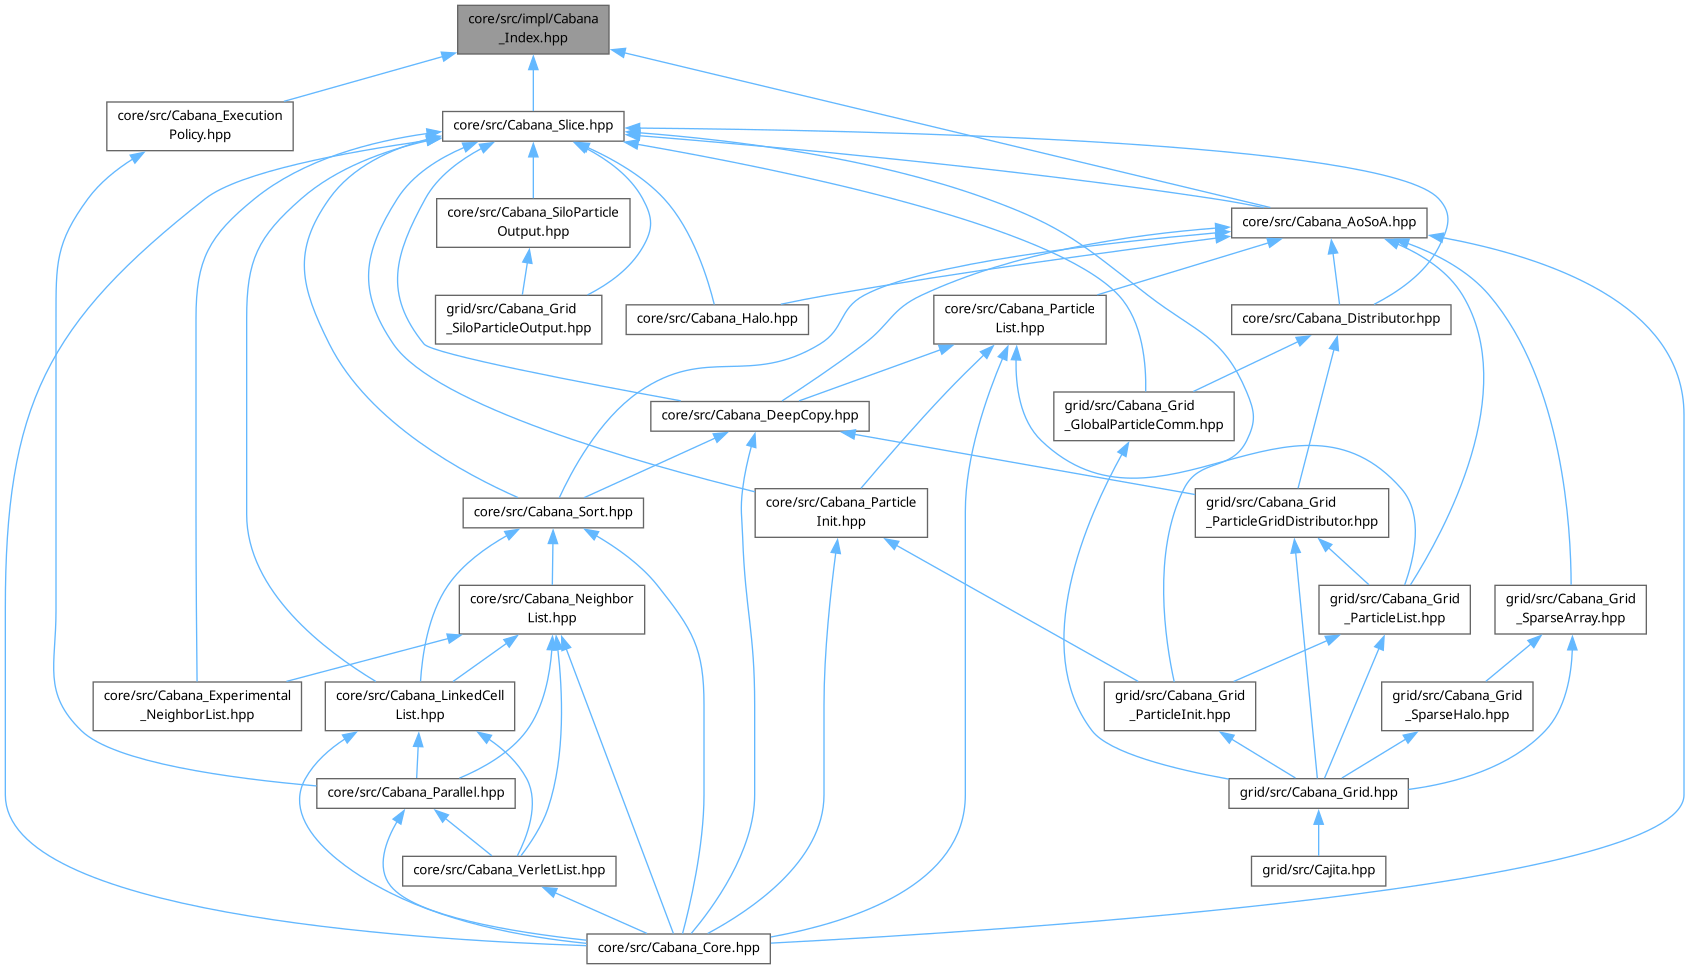 core/src/impl/Cabana
_Index.hpp
core/src/Cabana_Execution
Policy.hpp
core/src/Cabana_Slice.hpp
core/src/Cabana_SiloParticle
Output.hpp
core/src/Cabana_AoSoA.hpp
grid/src/Cabana_Grid
_SiloParticleOutput.hpp
core/src/Cabana_Halo.hpp
core/src/Cabana_Particle
List.hpp
core/src/Cabana_Distributor.hpp
core/src/Cabana_DeepCopy.hpp
grid/src/Cabana_Grid
_GlobalParticleComm.hpp
core/src/Cabana_Sort.hpp
core/src/Cabana_Particle
Init.hpp
grid/src/Cabana_Grid
_ParticleGridDistributor.hpp
core/src/Cabana_Neighbor
List.hpp
grid/src/Cabana_Grid
_ParticleList.hpp
grid/src/Cabana_Grid
_SparseArray.hpp
core/src/Cabana_Experimental
_NeighborList.hpp
core/src/Cabana_LinkedCell
List.hpp
grid/src/Cabana_Grid
_ParticleInit.hpp
grid/src/Cabana_Grid
_SparseHalo.hpp
core/src/Cabana_Parallel.hpp
grid/src/Cabana_Grid.hpp
core/src/Cabana_VerletList.hpp
grid/src/Cajita.hpp
core/src/Cabana_Core.hpp